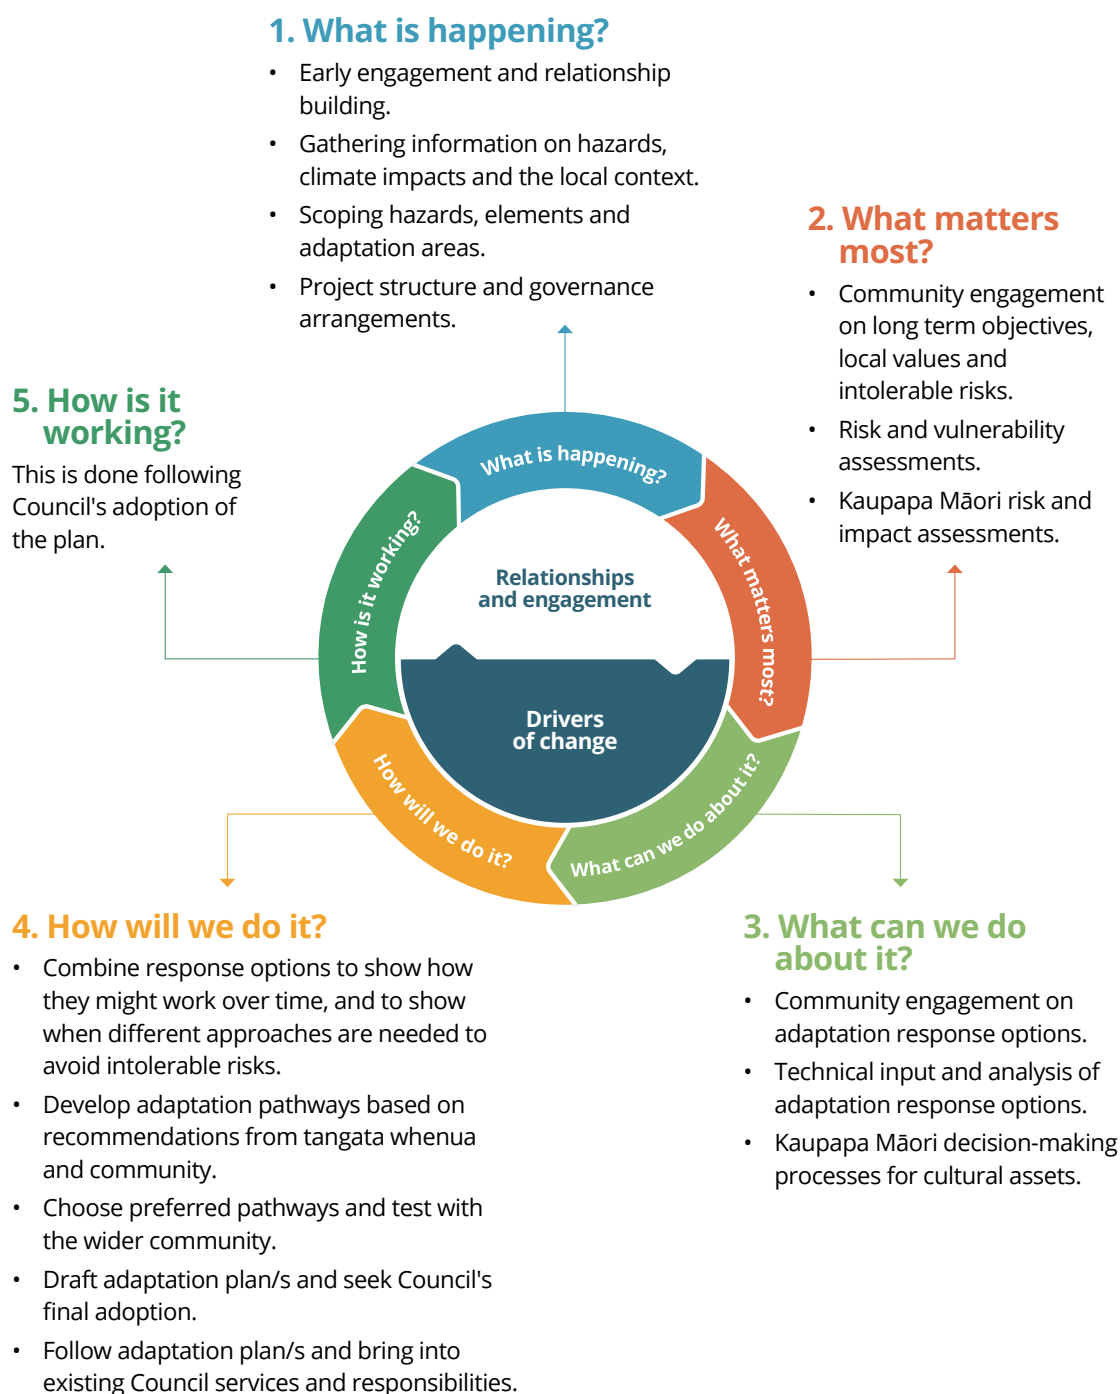 1. What is happening?
• Early engagement and relationship
building.
• Gathering information on hazards,
climate impacts and the local context.
• Scoping hazards, elements and
adaptation areas.
• Project structure and governance
arrangements.
2. What matters
most?
• Community engagement
on long term objectives,
local values and
intolerable risks.
• Risk and vulnerability
assessments.
• Kaupapa Māori risk and
impact assessments.
5. How is it
working?
This is done following
Council's adoption of
the plan.
What is happening?
What matters most?
What can we do about it?
How will we do it?
How is it working?
Relationships
and engagement
Drivers
of change
4. How will we do it?
• Combine response options to show how
they might work over time, and to show
when different approaches are needed to
avoid intolerable risks.
• Develop adaptation pathways based on
recommendations from tangata whenua
and community.
• Choose preferred pathways and test with
the wider community.
• Draft adaptation plan/s and seek Council's
final adoption.
• Follow adaptation plan/s and bring into
existing Council services and responsibilities.
3. What can we do
about it?
• Community engagement on
adaptation response options.
• Technical input and analysis of
adaptation response options.
• Kaupapa Māori decision-making
processes for cultural assets.